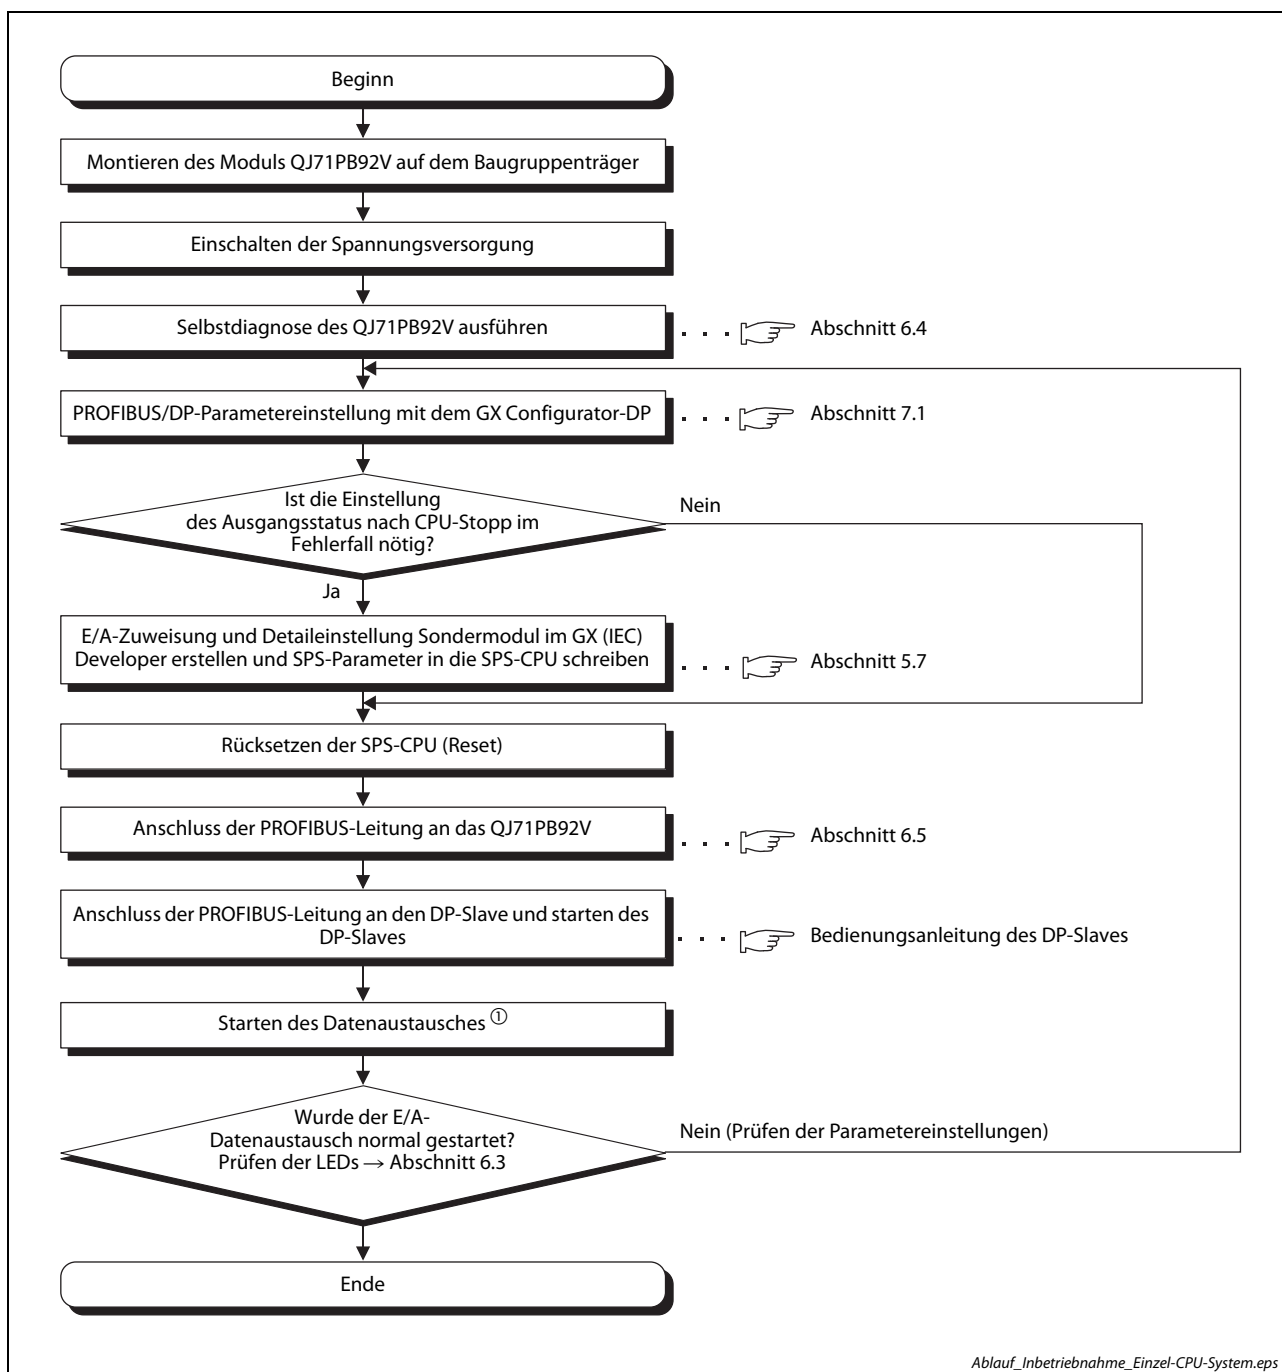 Beginn
Montieren des Moduls QJ71PB92V auf dem Baugruppenträger
Einschalten der Spannungsversorgung
Selbstdiagnose des QJ71PB92V ausführen
Abschnitt 6.4
PROFIBUS/DP-Parametereinstellung mit dem GX Configurator-DP
Abschnitt 7.1
Ist die Einstellung
des Ausgangsstatus nach CPU-Stopp im
Fehlerfall nötig?
Nein
Ja
E/A-Zuweisung und Detaileinstellung Sondermodul im GX (IEC)
Developer erstellen und SPS-Parameter in die SPS-CPU schreiben
Abschnitt 5.7
Rücksetzen der SPS-CPU (Reset)
Anschluss der PROFIBUS-Leitung an das QJ71PB92V
Abschnitt 6.5
Anschluss der PROFIBUS-Leitung an den DP-Slave und starten des
DP-Slaves
Bedienungsanleitung des DP-Slaves
Starten des Datenaustausches ①
Wurde der E/A-
Datenaustausch normal gestartet?
Prüfen der LEDs → Abschnitt 6.3
Nein (Prüfen der Parametereinstellungen)
Ende
Ablauf_Inbetriebnahme_Einzel-CPU-System.eps